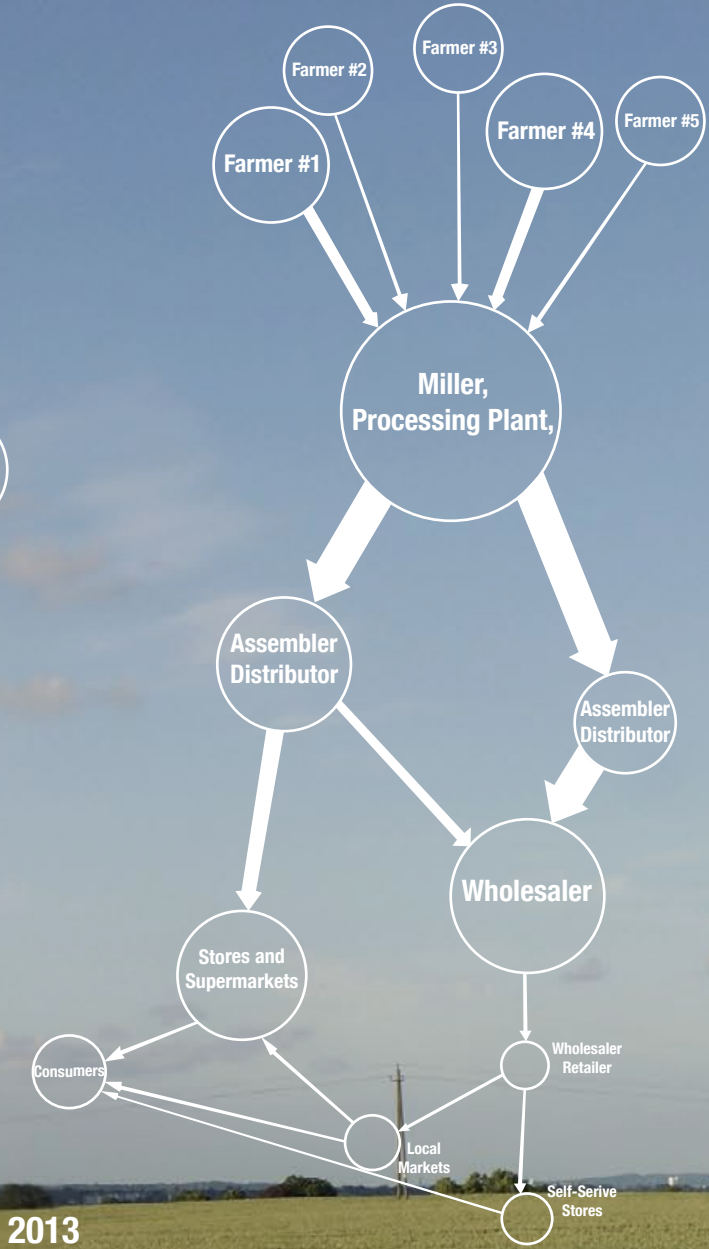 Farmer #3
Farmer #2
Farmer #4
Farmer #5
Farmer #1
Miller,
Processing Plant,
Assembler
Distributor
Assembler
Distributor
Wholesaler
Stores and
Supermarkets
Wholesaler
Retailer
Consumers
Local
Markets
Self-Serive
Stores
2013